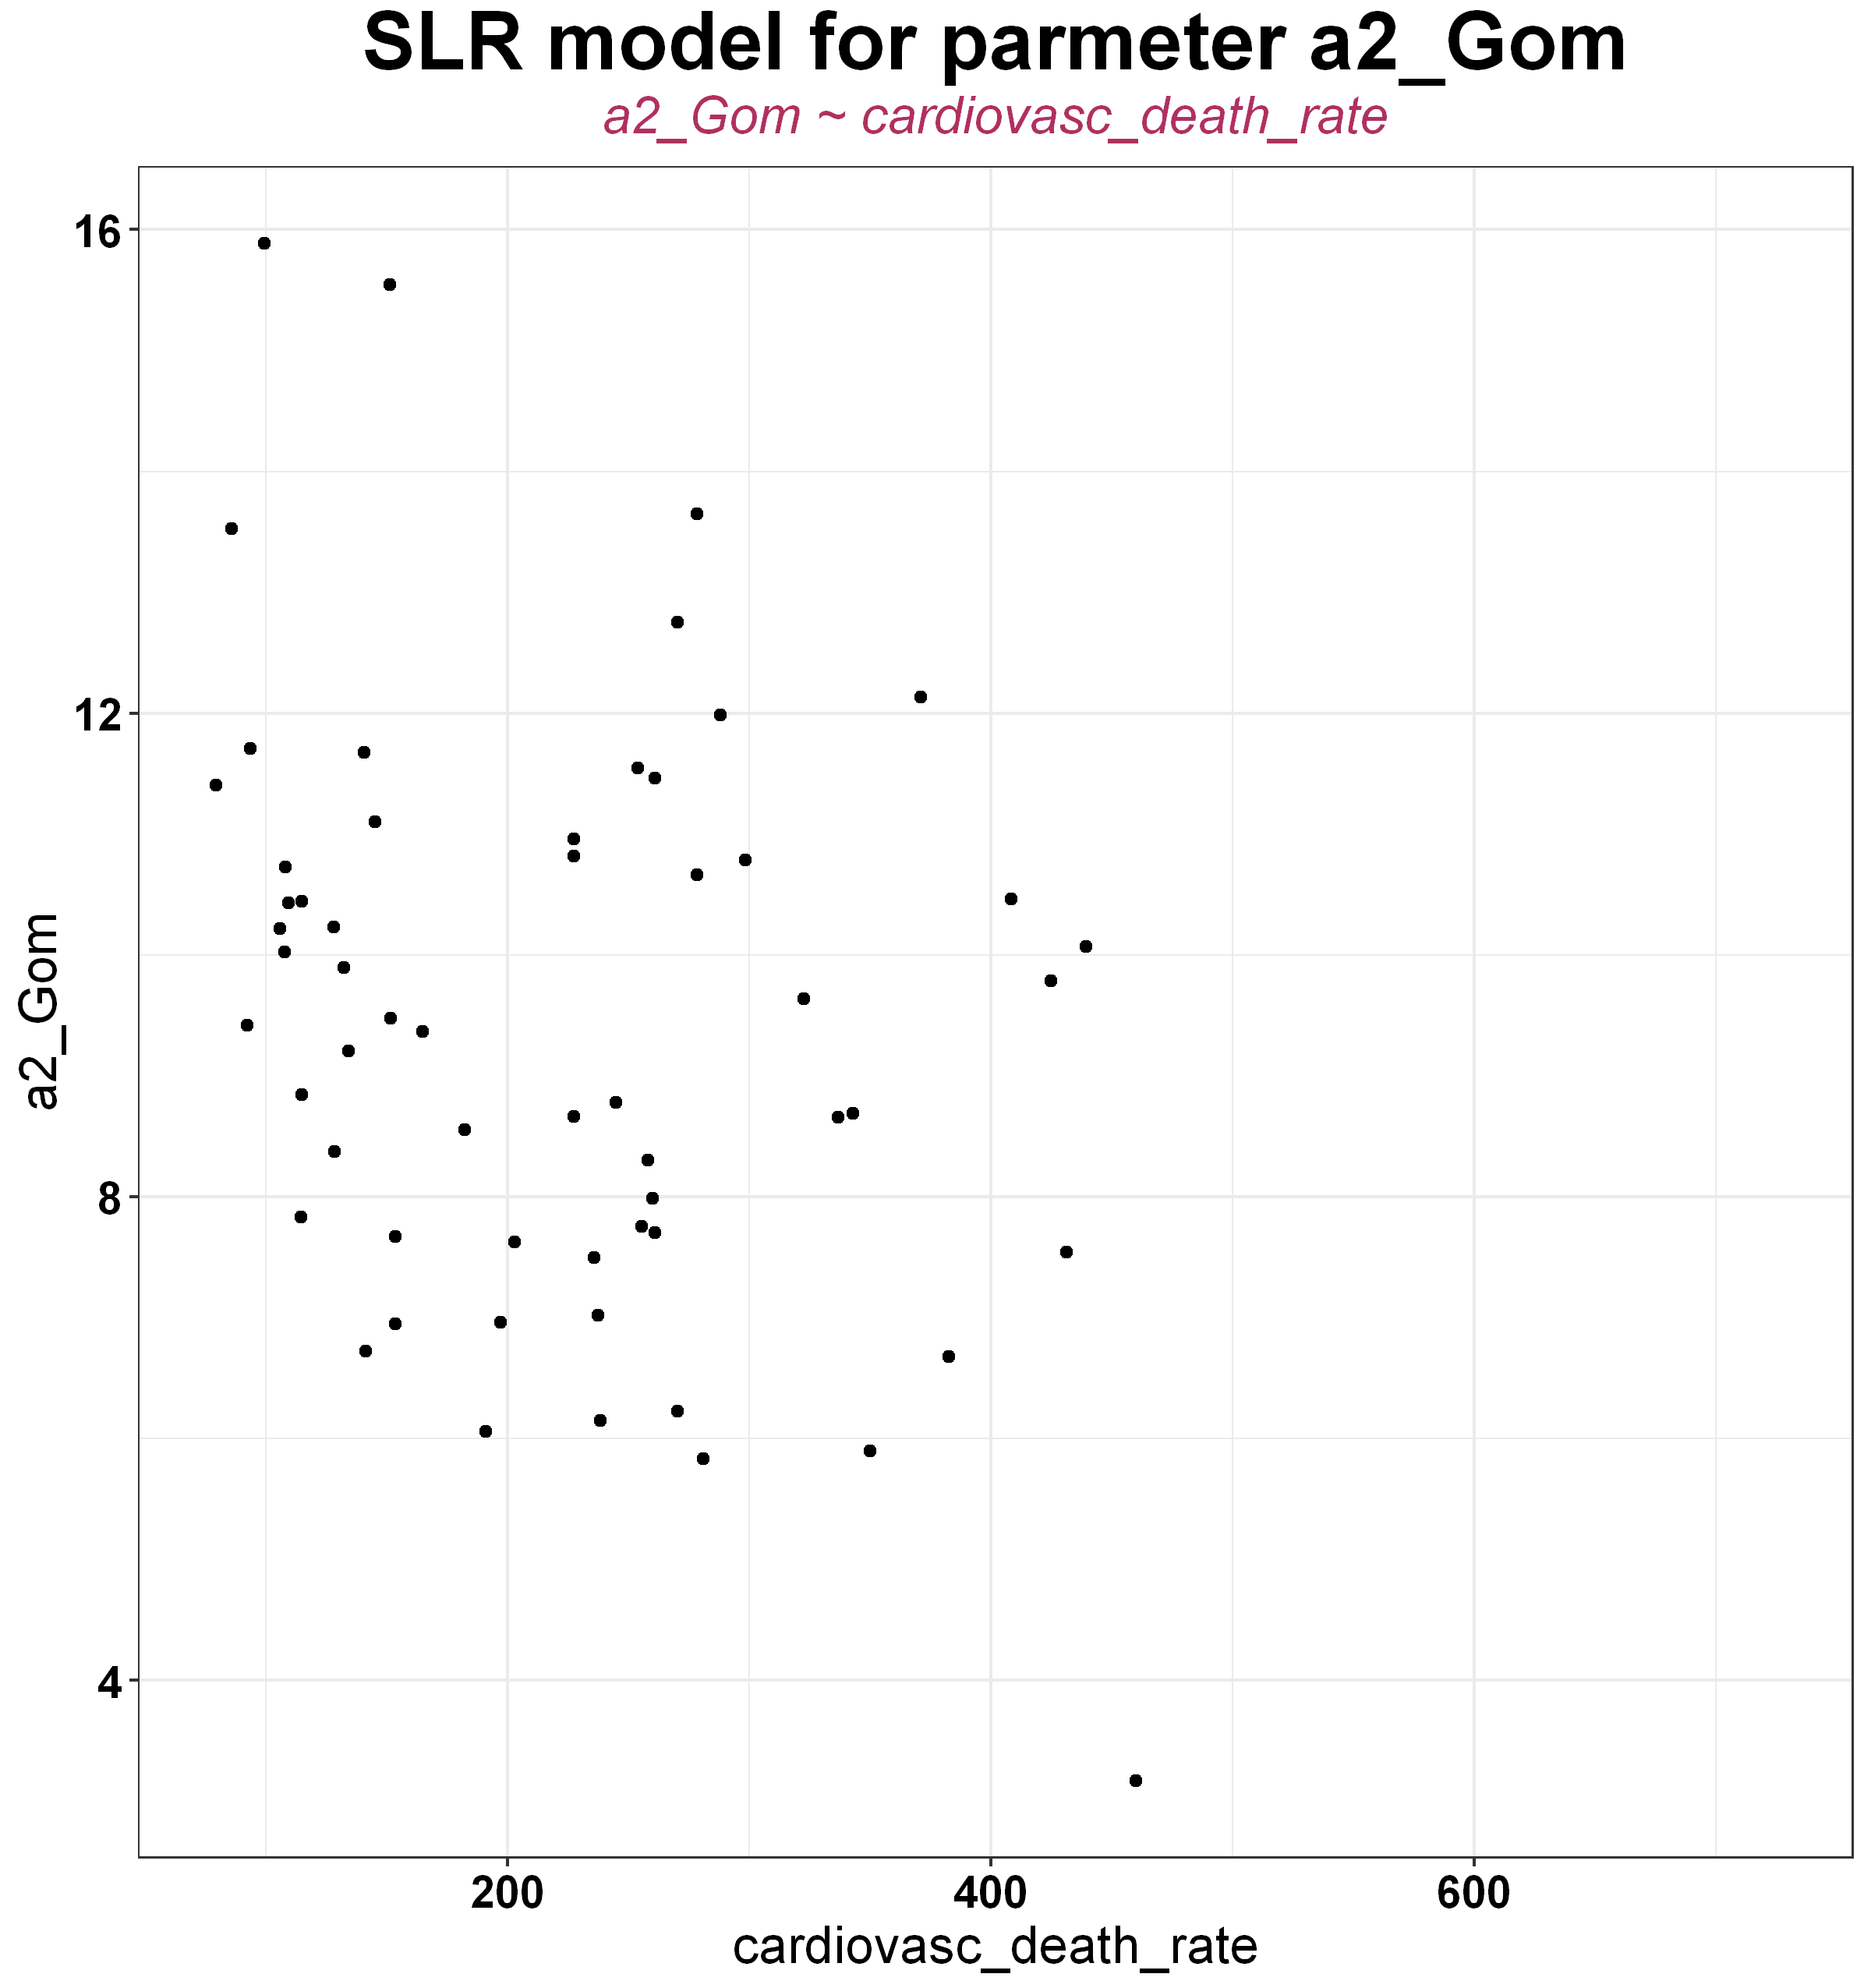 SLR model for parmeter a2_Gom
a2_Gom ~ cardiovasc_death_rate
16
12
8
4
a2_Gom
200 400 600
cardiovasc_death_rate